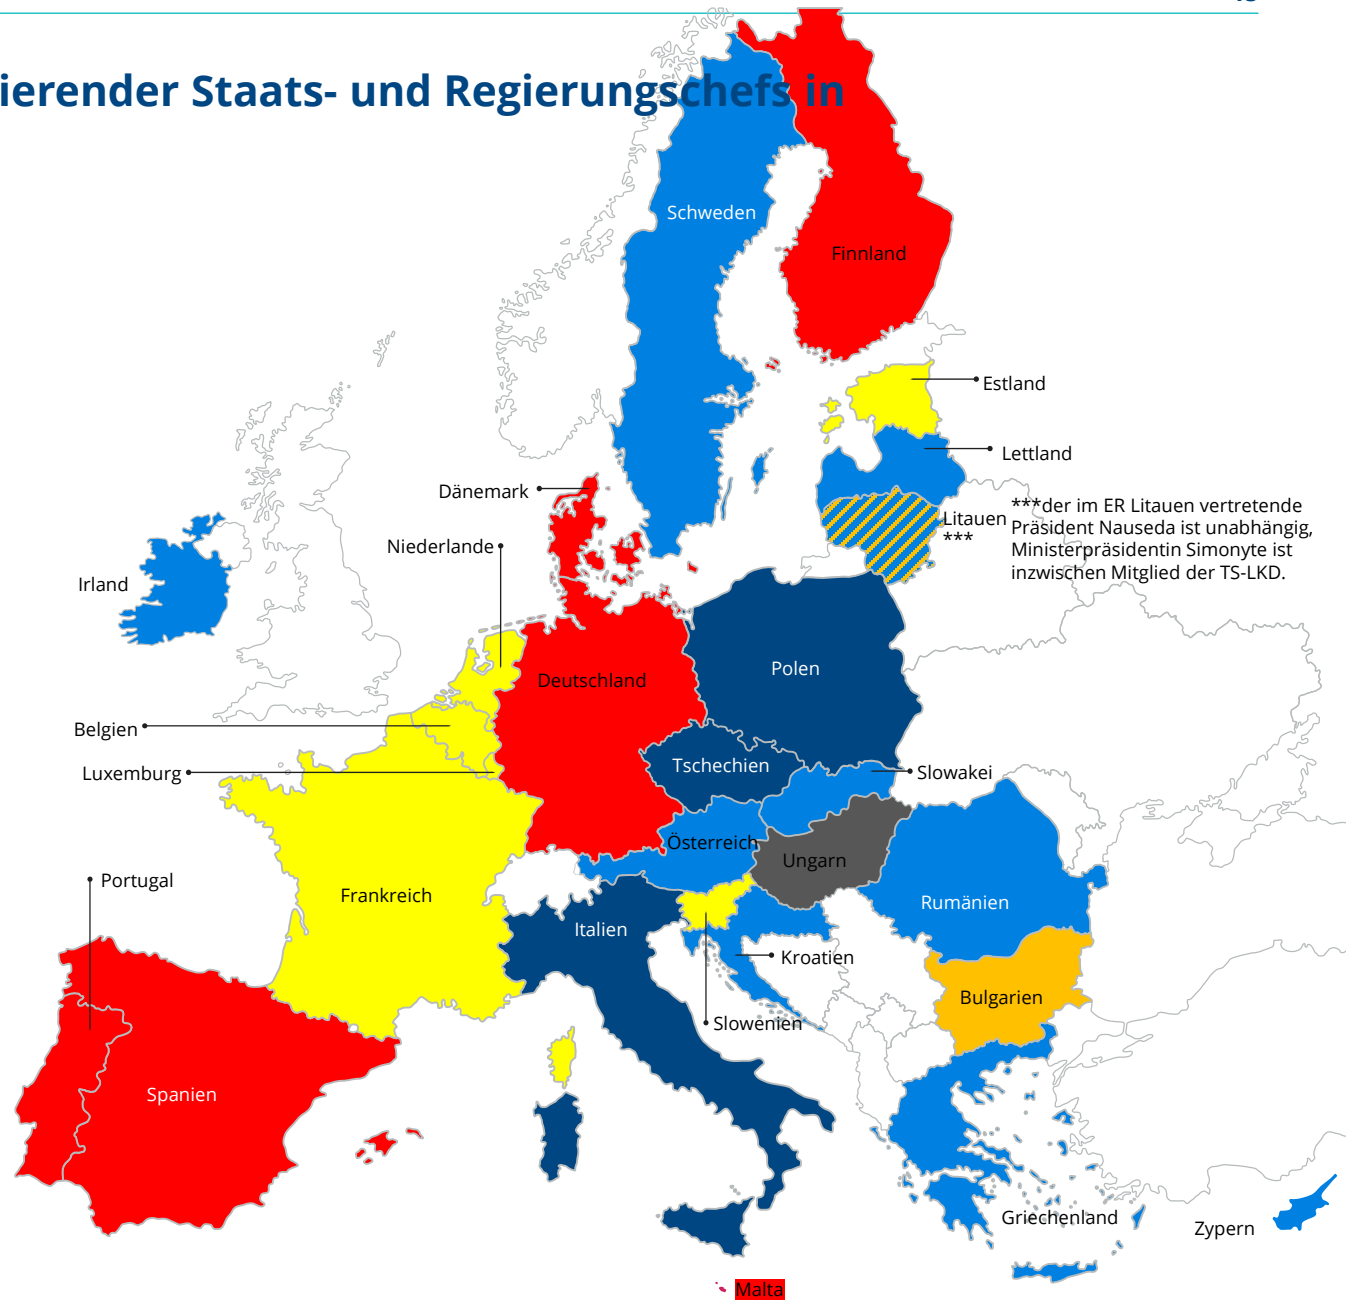 ierender Staats- und Regierungschefs in
Schweden
Finnland
Estland
Lettland
Dänemark
Litauen
***
***der im ER Litauen vertretende
Präsident Nauseda ist unabhängig,
Ministerpräsidentin Simonyte ist
inzwischen Mitglied der TS-LKD.
Niederlande
Irland
Polen
Deutschland
Belgien
Tschechien
Luxemburg
Slowakei
Österreich
Ungarn
Portugal
Frankreich
Rumänien
Italien
Kroatien
Bulgarien
Slowenien
Spanien
Griechenland
Zypern
Malta